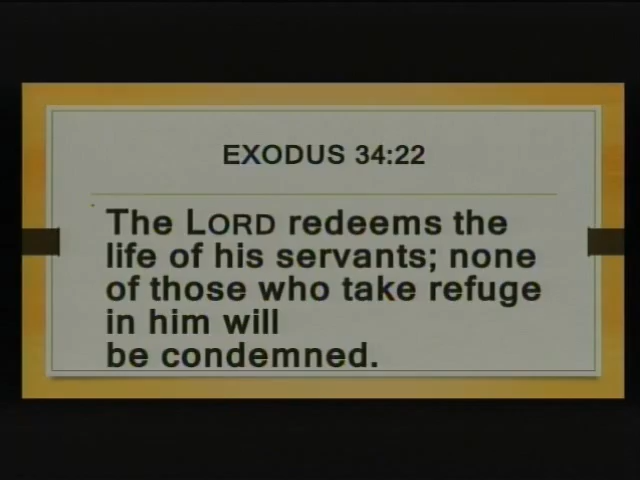 EXODUS 34:22
The LORD redeems the
life of his servants; none
of those who take refuge
in him will
be condemned.